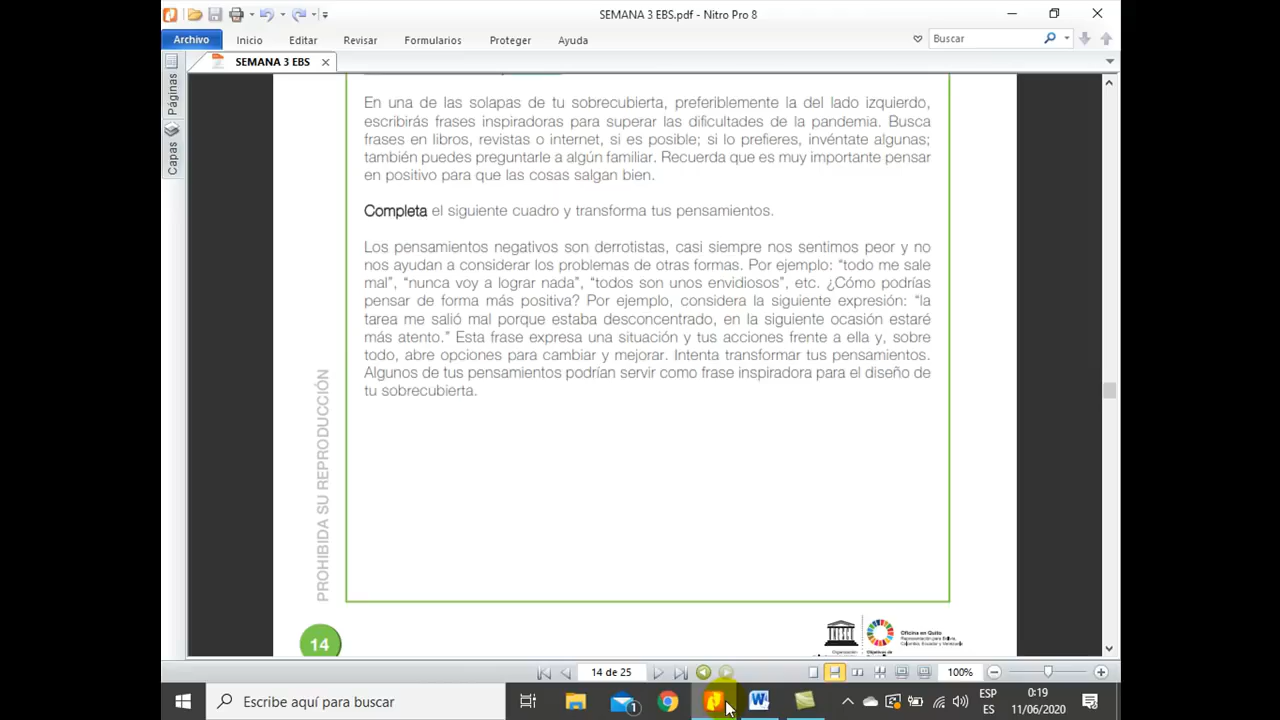 SEMANA 3 EBS.pdf - Nitro Pro 8
Archivo Inicio Editar Revisar Formularios Proteger Ayuda Buscar
SEMANA 3 EBS
Páginas
Capas
En una de las solapas de tu sobrecubierta, preferiblemente la del lado izquierdo,
escribirás frases inspiradoras para superar las dificultades de la pandemia. Busca
frases en libros, revistas o internet, si es posible; si lo prefieres, invéntate algunas;
también puedes preguntarle a algún familiar. Recuerda que es muy importante pensar
en positivo para que las cosas salgan bien.
Completa el siguiente cuadro y transforma tus pensamientos.
Los pensamientos negativos son derrotistas, casi siempre nos sentimos peor y no
nos ayudan a considerar los problemas de otras formas. Por ejemplo: “todo me sale
mal”, “nunca voy a lograr nada”, “todos son unos envidiosos”, etc. ¿Cómo podrías
pensar de forma más positiva? Por ejemplo, considera la siguiente expresión: “la
tarea me salió mal porque estaba desconcentrado, en la siguiente ocasión estaré
más atento.” Esta frase expresa una situación y tus acciones frente a ella y, sobre
todo, abre opciones para cambiar y mejorar. Intenta transformar tus pensamientos.
Algunos de tus pensamientos podrían servir como frase inspiradora para el diseño de
tu sobrecubierta.
PROHIBIDA SU REPRODUCCIÓN
14
Oficina en Quito
Representación para Bolivia,
Colombia, Ecuador y Venezuela
14 de 25
100%
Escribe aquí para buscar
1
ESP
ES
0:19
11/06/2020